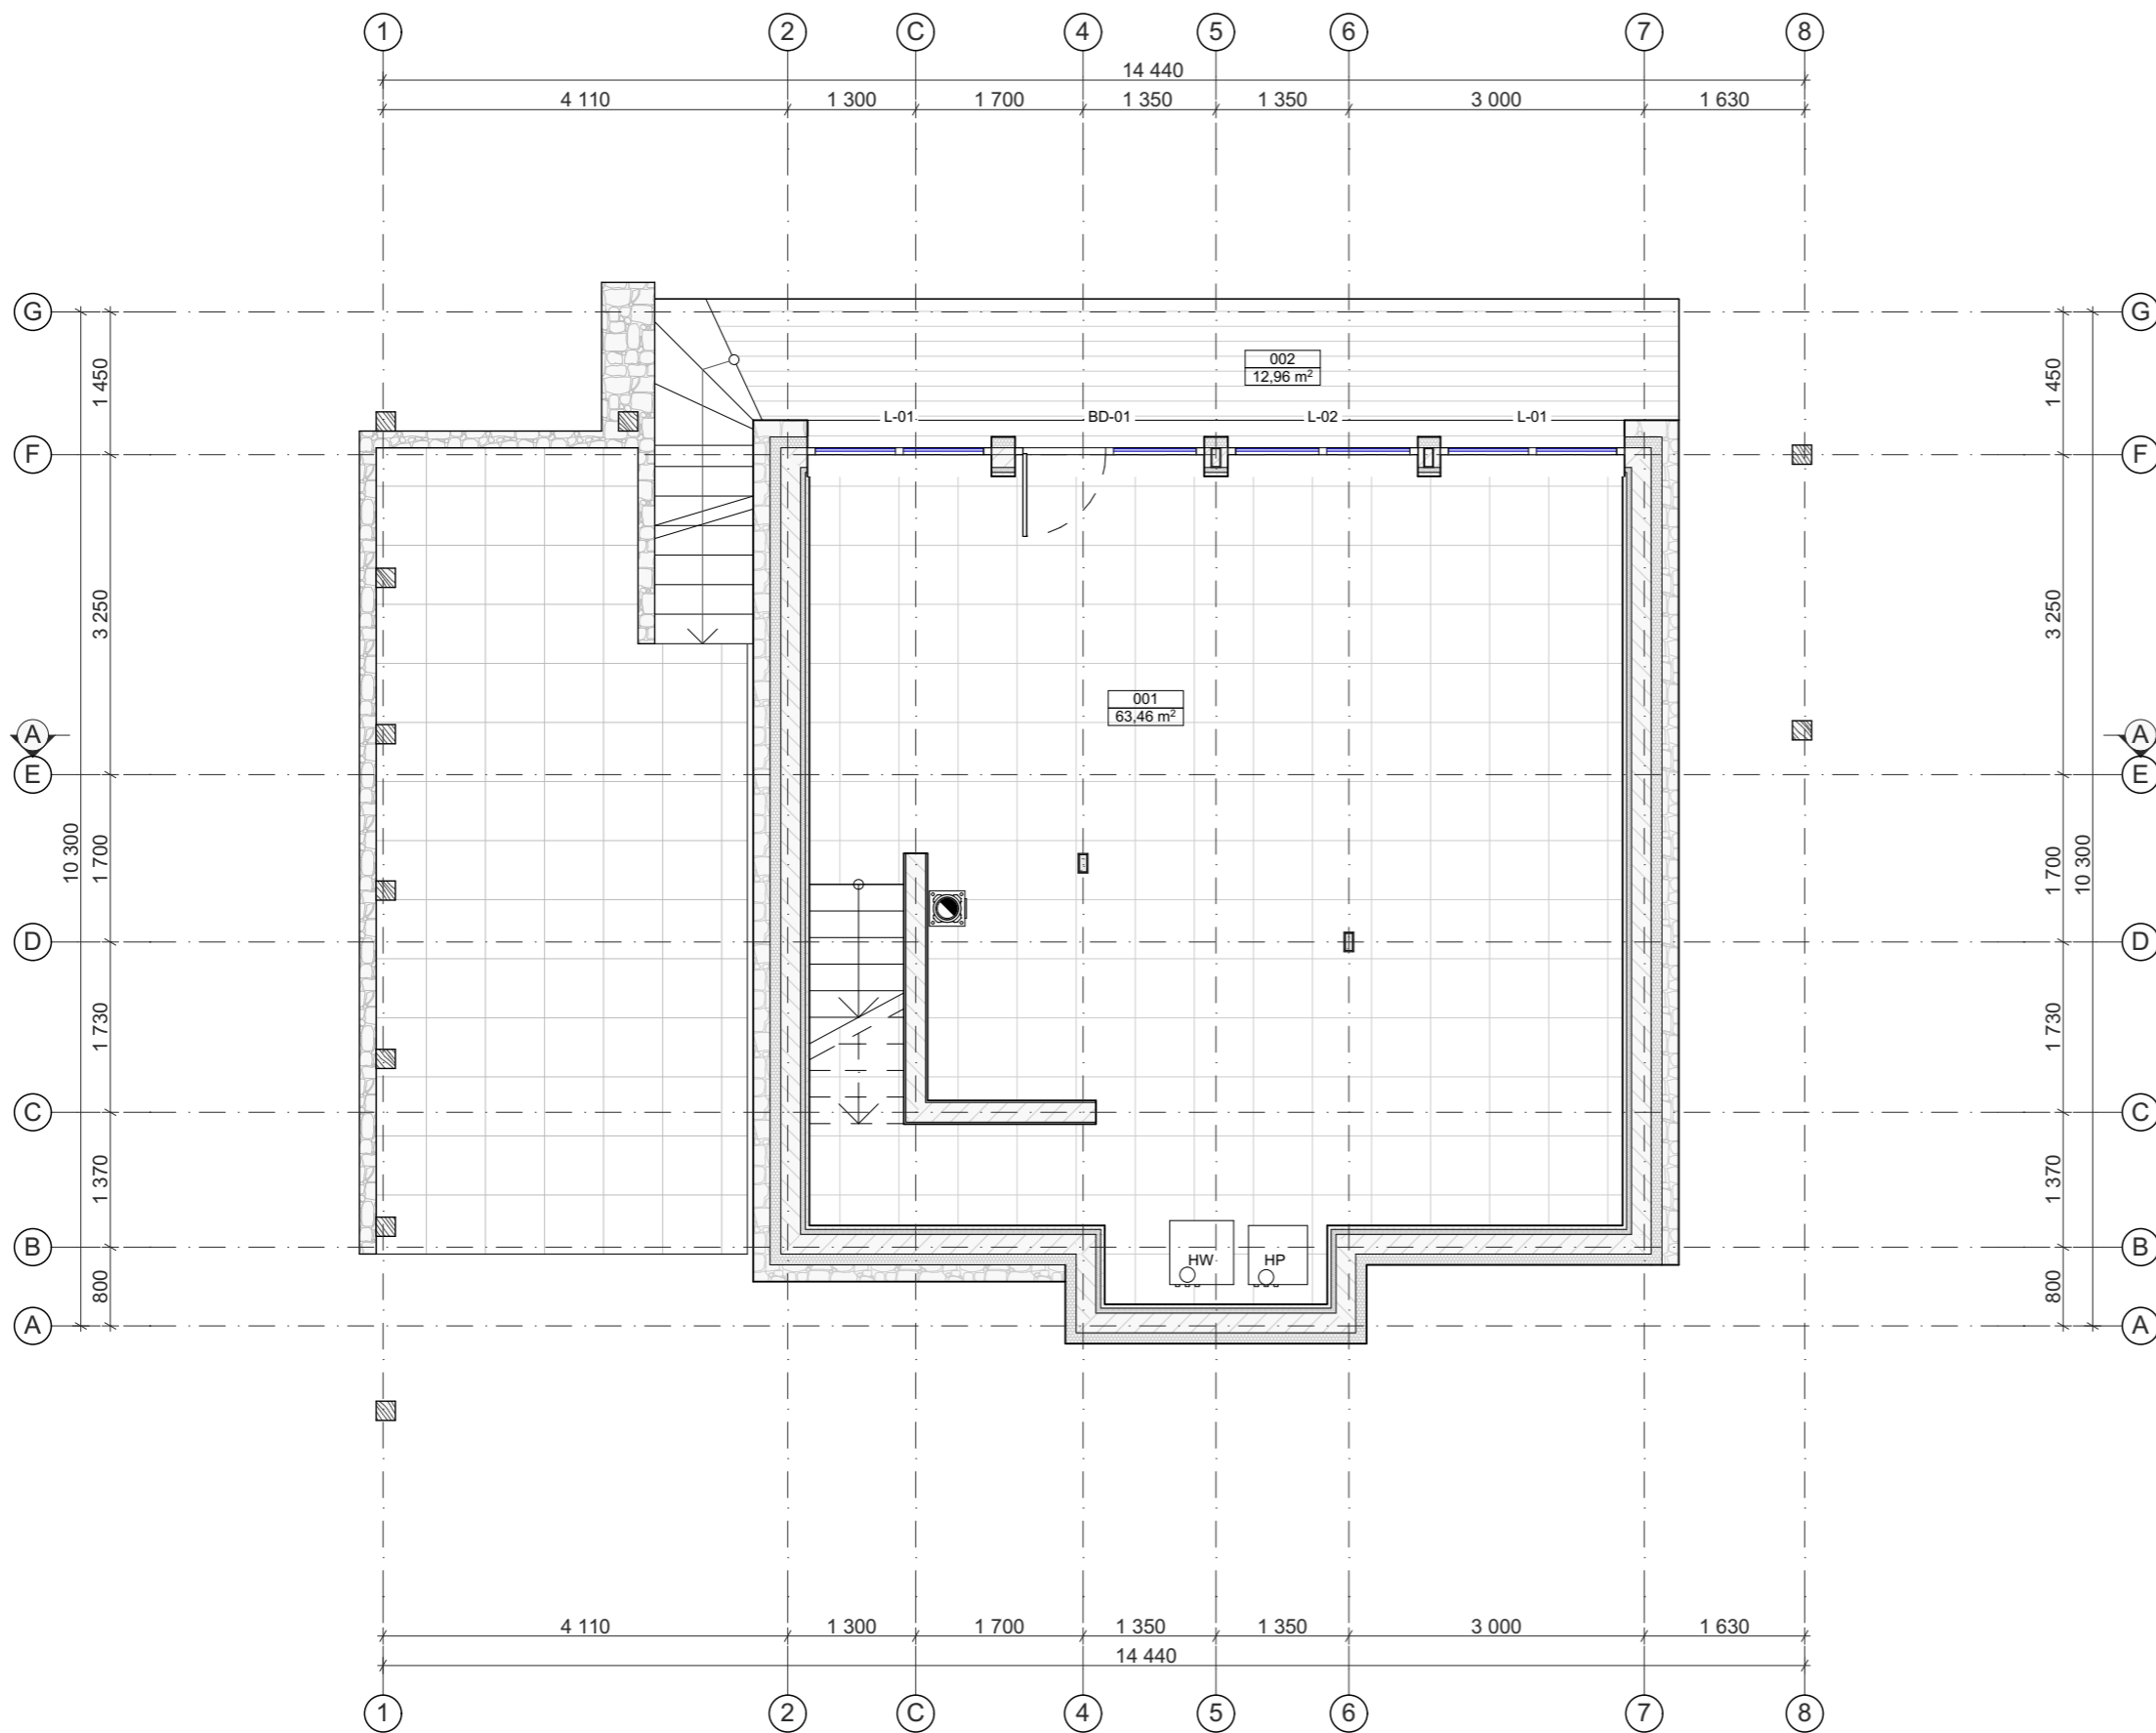 1 2 C 4 5 6 7 8
14 440
4 110 1 300 1 700 1 350 1 350 3 000 1 630
G G
1 450 1 450
002
12,96 m²
L-01 BD-01 L-02 L-01
F F
3 250 3 250
001
63,46 m²
A A
E E
10 300 1 700 1 700 10 300
D D
1 730 1 730
C C
1 370 1 370
B HW HP B
800 800
A A
4 110 1 300 1 700 1 350 1 350 3 000 1 630
14 440
1 2 C 4 5 6 7 8